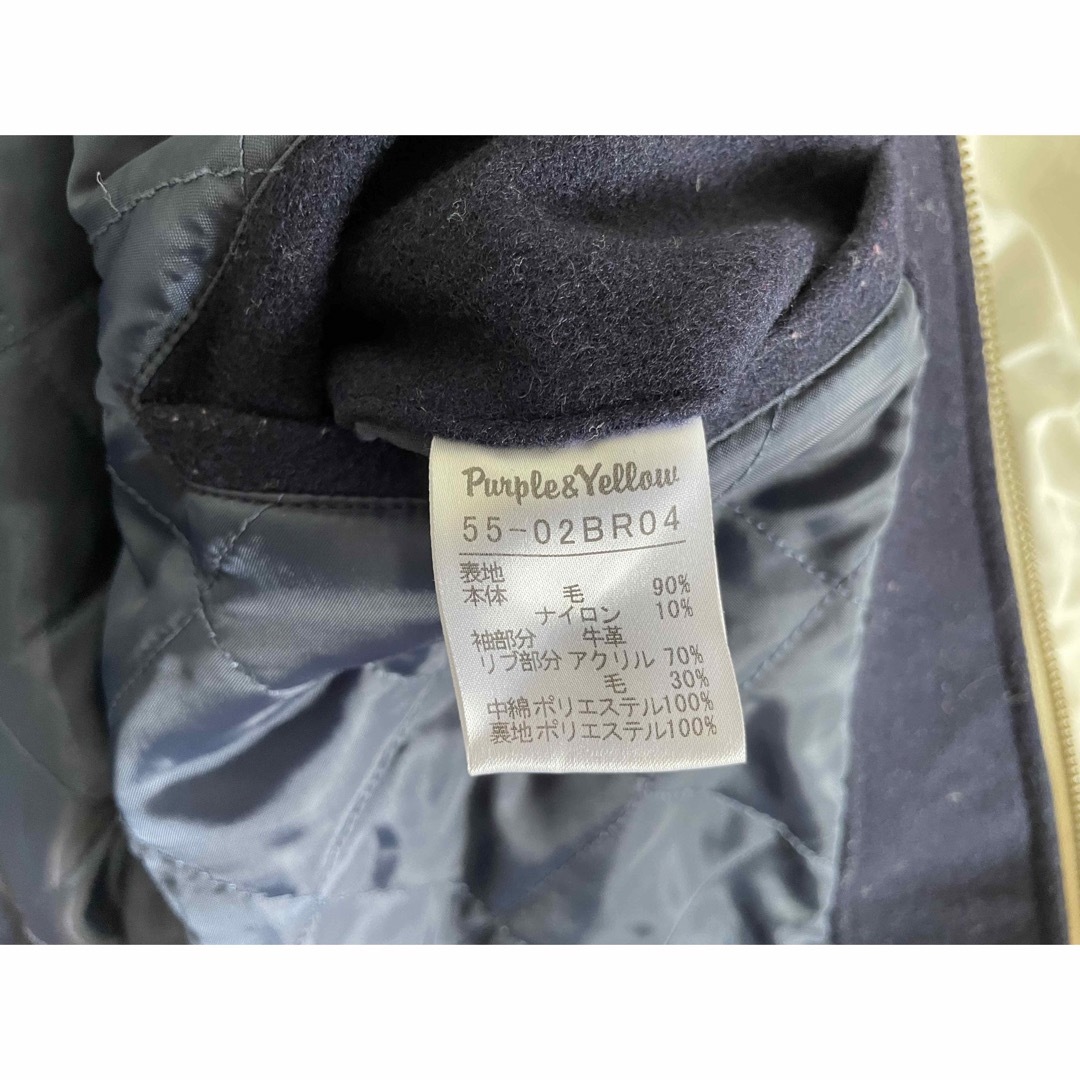 Purple&Yellow
55-02BR04
表地
本体 毛 90%
ナイロン 10%
袖部分 牛革
リブ部分 アクリル 70%
毛 30%
中綿 ポリエステル100%
裏地 ポリエステル100%